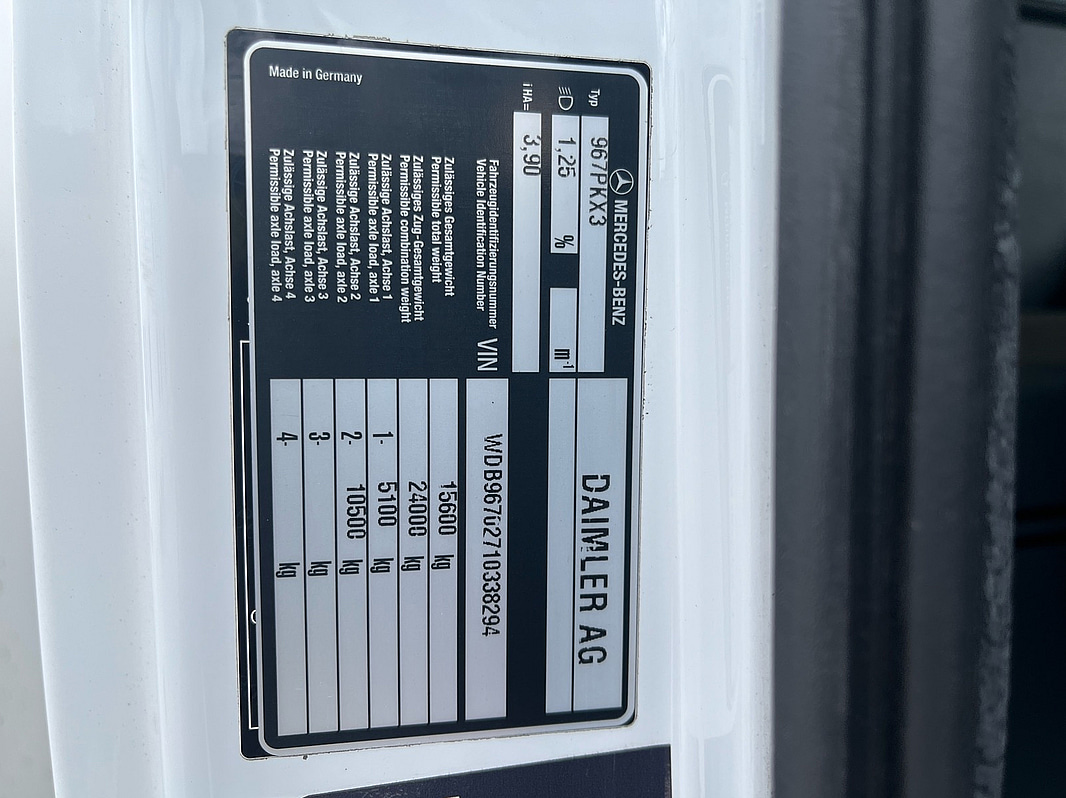 MERCEDES-BENZ
DAIMLER AG
Typ 967PKX3
1,25 % m-1
i HA= 3,90
Fahrzeugidentifizierungsnummer
Vehicle Identification Number VIN WDB96702710338294
Zulässiges Gesamtgewicht
Permissible total weight 15600 kg
Zulässiges Zug-Gesamtgewicht
Permissible combination weight 24000 kg
Zulässige Achslast, Achse 1
Permissible axle load, axle 1 1- 5100 kg
Zulässige Achslast, Achse 2
Permissible axle load, axle 2 2- 10500 kg
Zulässige Achslast, Achse 3
Permissible axle load, axle 3 3- kg
Zulässige Achslast, Achse 4
Permissible axle load, axle 4 4- kg
Made in Germany